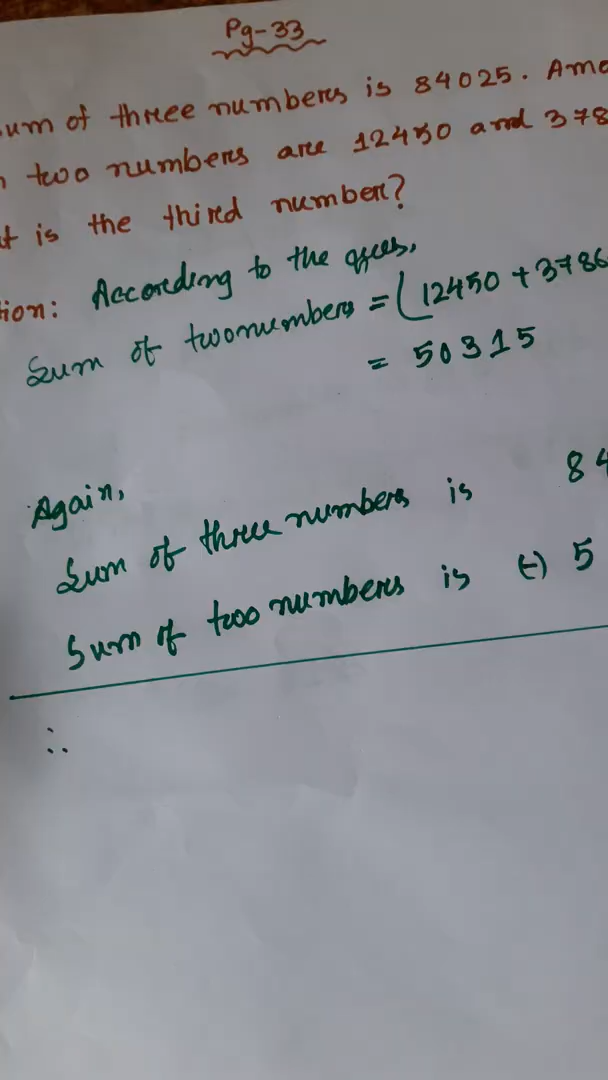 Pg-33
um of three numbers is 84025. Amo
two numbers are 12450 and 378
is the third number?
tion: According to the ques,
Sum of two numbers = (12450 + 3786
= 50315
Again,
Sum of three numbers is 84
Sum of two numbers is (-) 5
∴